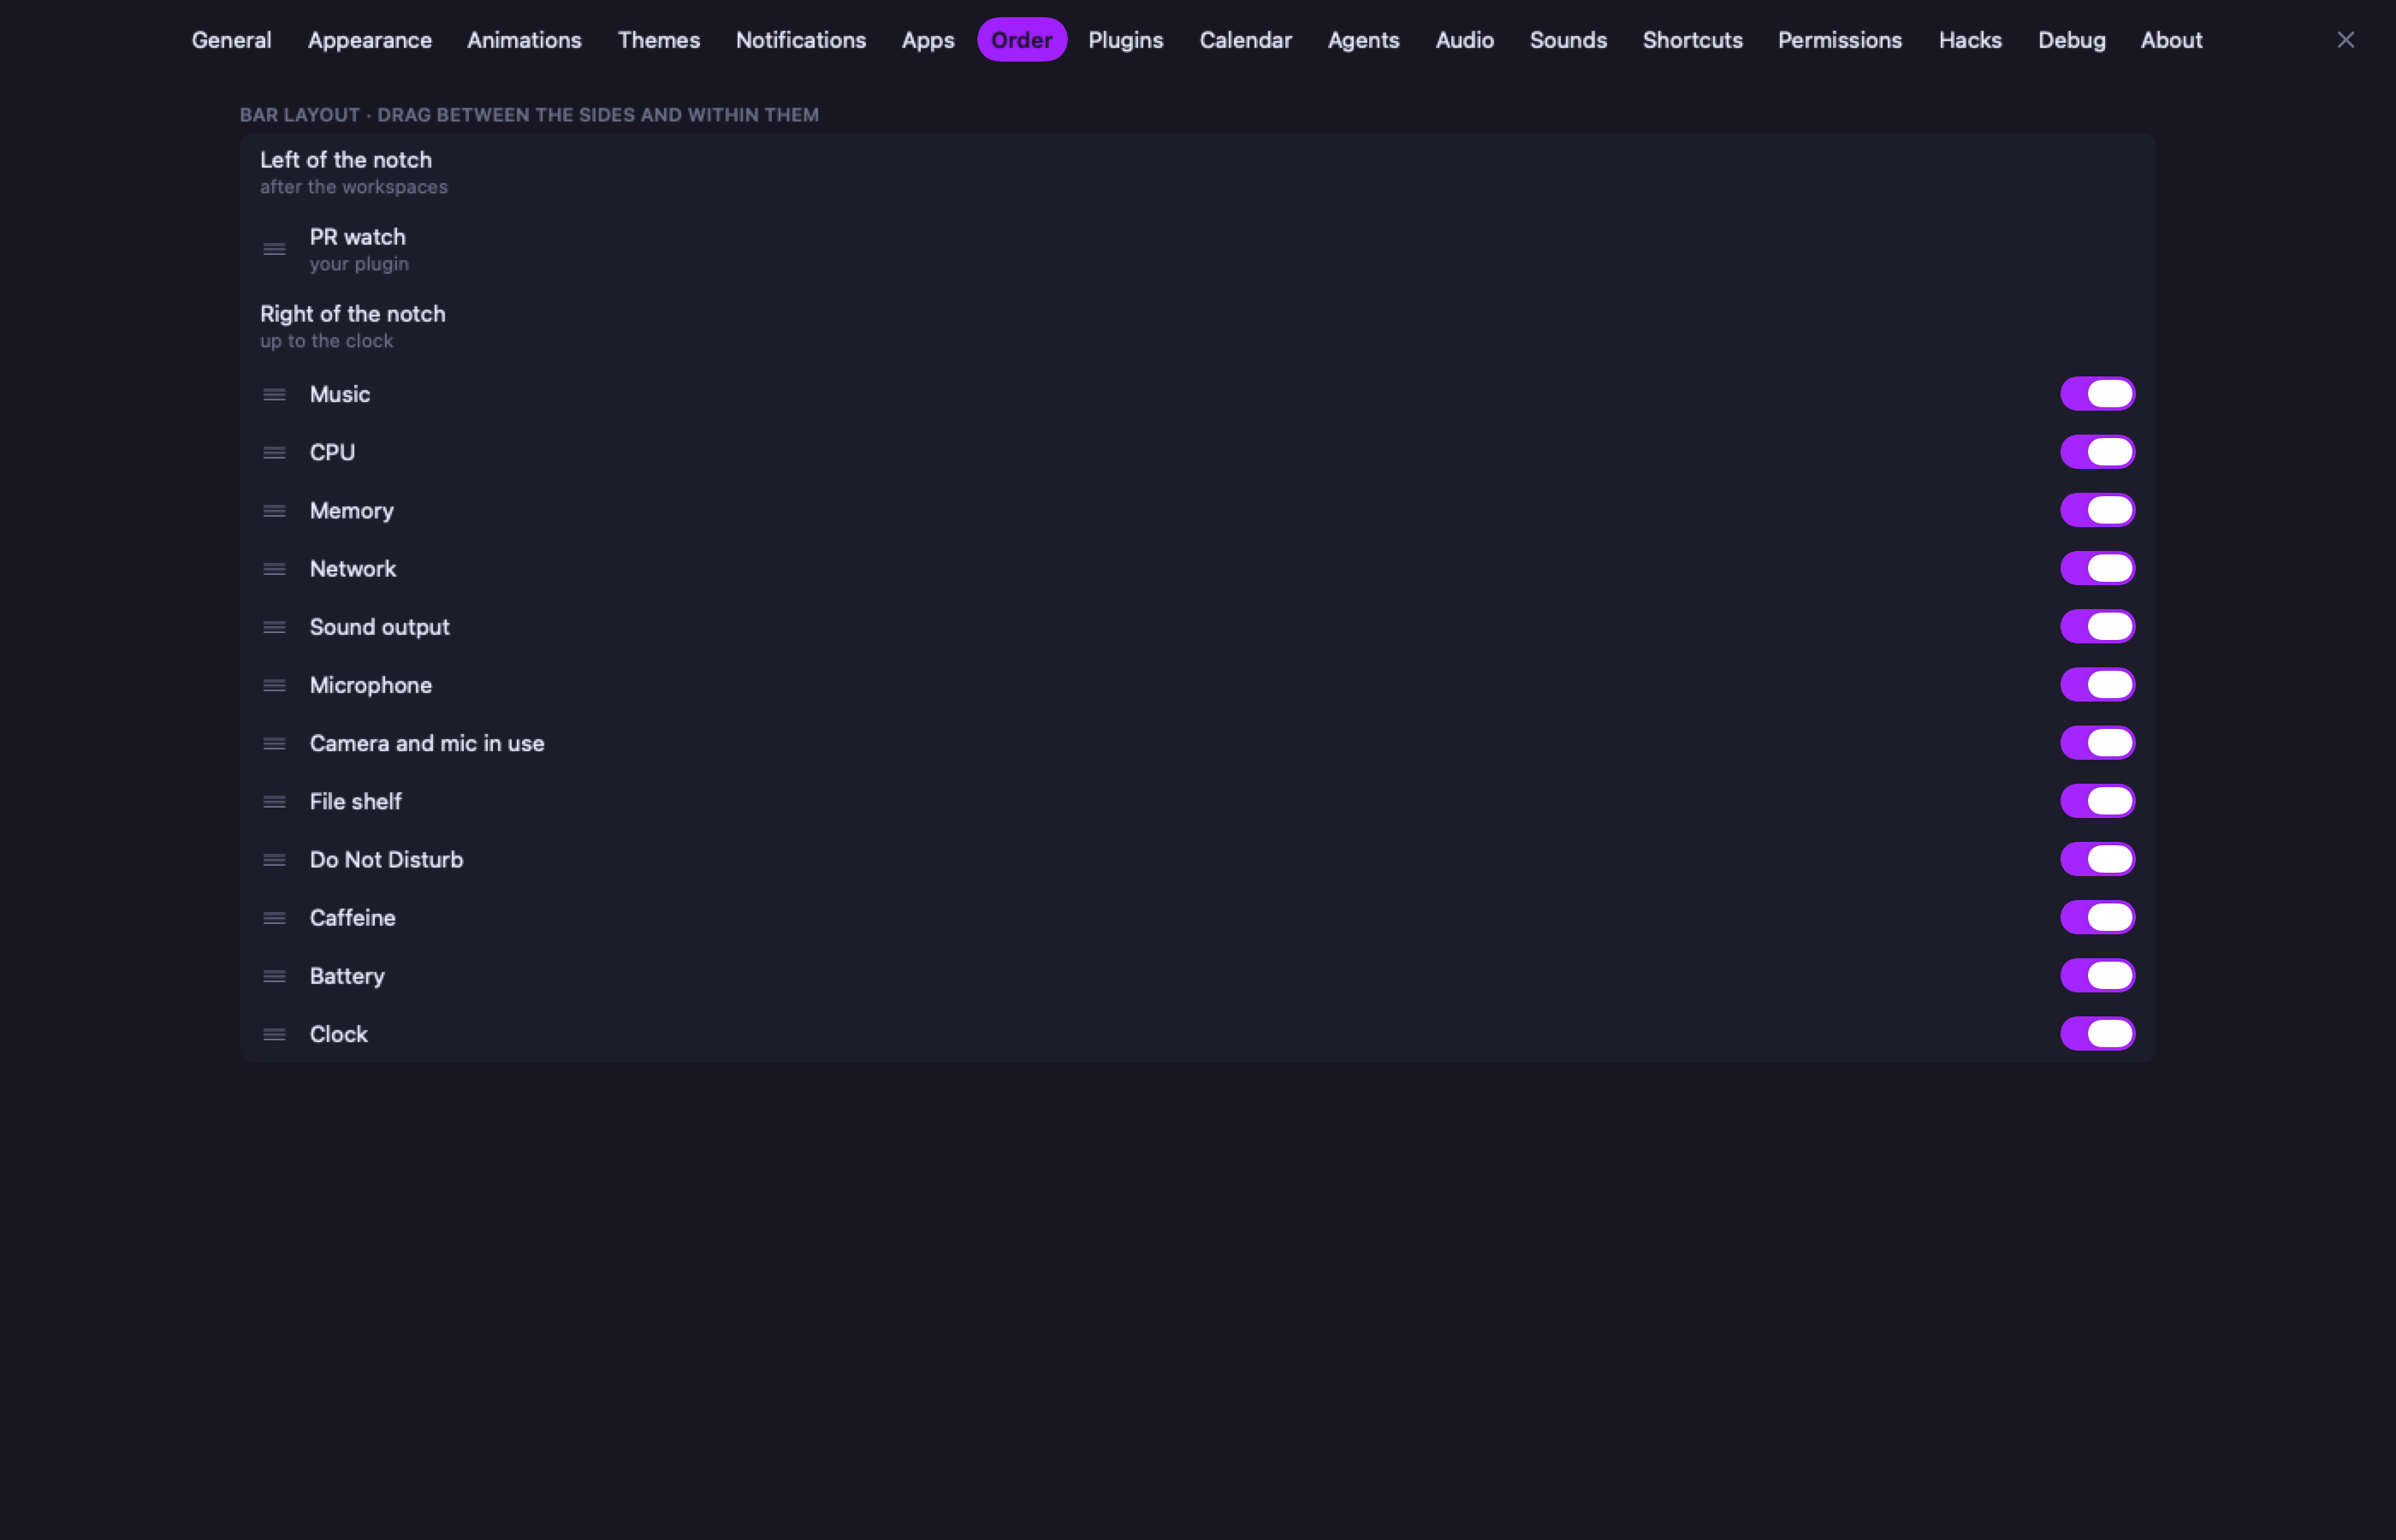 General Appearance Animations Themes Notifications Apps Order Plugins Calendar Agents Audio Sounds Shortcuts Permissions Hacks Debug About
BAR LAYOUT · DRAG BETWEEN THE SIDES AND WITHIN THEM
Left of the notch
after the workspaces
PR watch
your plugin
Right of the notch
up to the clock
Music
CPU
Memory
Network
Sound output
Microphone
Camera and mic in use
File shelf
Do Not Disturb
Caffeine
Battery
Clock